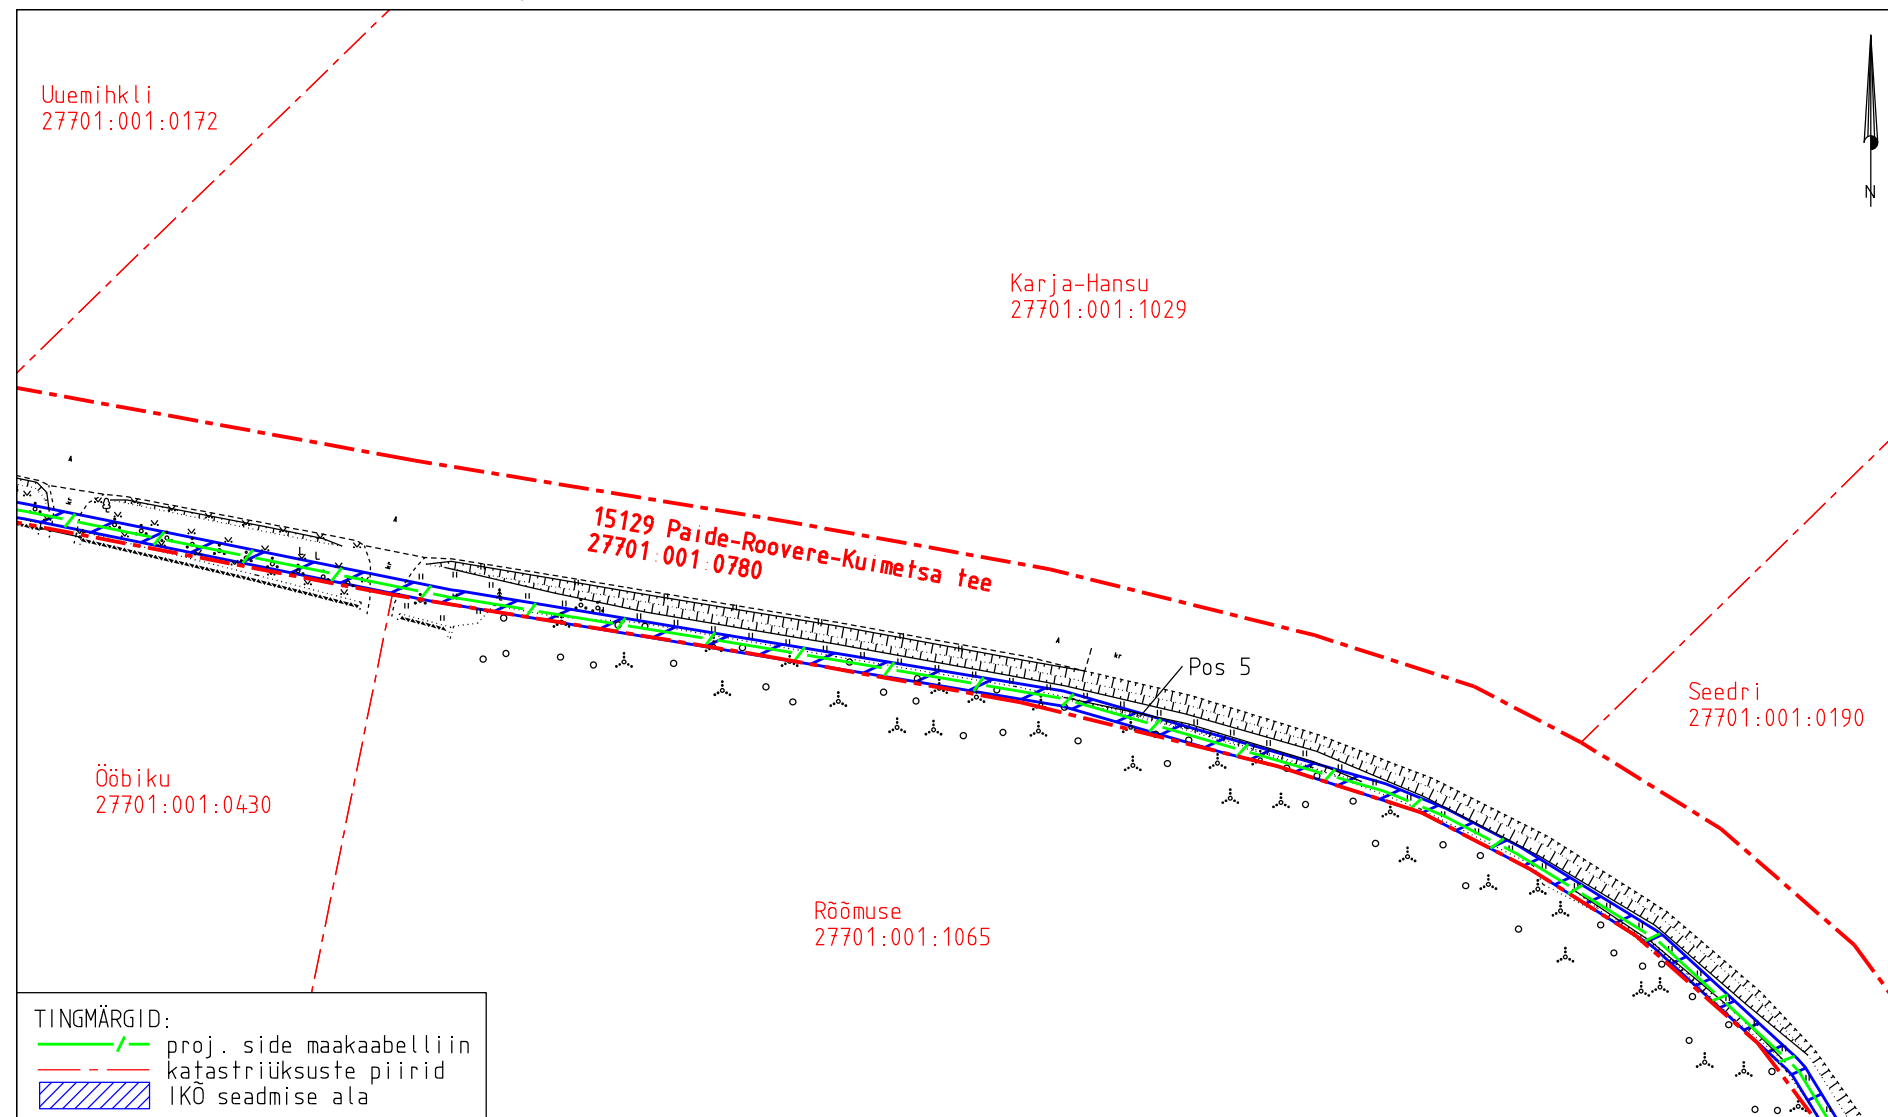 Uuemihkli
27701:001:0172
N
Karja-Hansu
27701:001:1029
15129 Paide-Roovere-Kuimetsa tee
27701:001:0780
kr
Pos 5
Seedri
27701:001:0190
Ööbiku
27701:001:0430
Rõõmuse
27701:001:1065
TINGMÄRGID:
proj. side maakaabelliin
katastriüksuste piirid
IKÕ seadmise ala